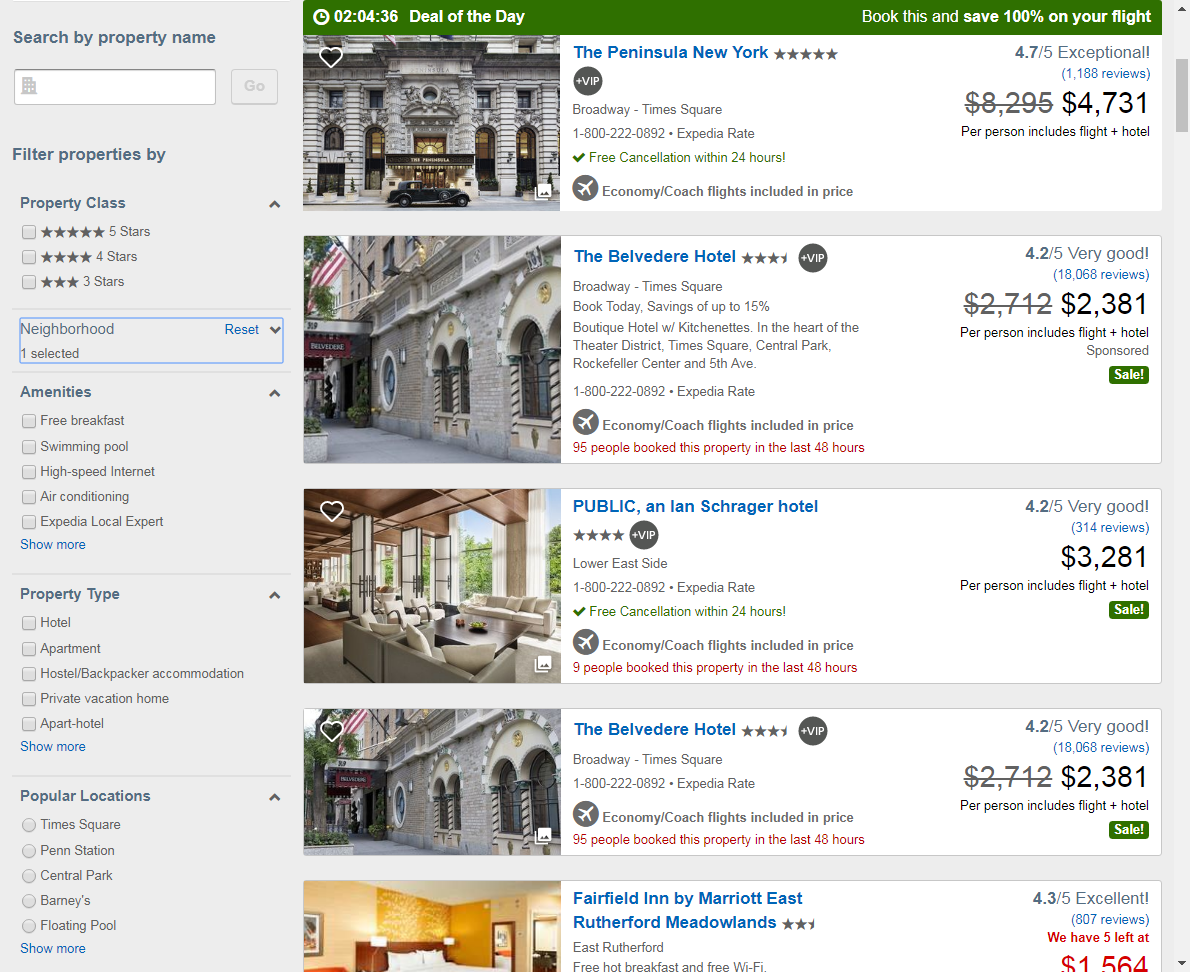 Search by property name
Go
Filter properties by
Property Class
5 Stars
4 Stars
3 Stars
Neighborhood Reset
1 selected
Amenities
Free breakfast
Swimming pool
High-speed Internet
Air conditioning
Expedia Local Expert
Show more
Property Type
Hotel
Apartment
Hostel/Backpacker accommodation
Private vacation home
Apart-hotel
Show more
Popular Locations
Times Square
Penn Station
Central Park
Barney's
Floating Pool
Show more
02:04:36 Deal of the Day Book this and save 100% on your flight
THE PENINSULA
The Peninsula New York
+VIP
Broadway - Times Square
1-800-222-0892 • Expedia Rate
Free Cancellation within 24 hours!
Economy/Coach flights included in price
4.7/5 Exceptional!
(1,188 reviews)
$8,295 $4,731
Per person includes flight + hotel
BELVEDERE
The Belvedere Hotel +VIP
Broadway - Times Square
Book Today, Savings of up to 15%
Boutique Hotel w/ Kitchenettes. In the heart of the
Theater District, Times Square, Central Park,
Rockefeller Center and 5th Ave.
1-800-222-0892 • Expedia Rate
Economy/Coach flights included in price
95 people booked this property in the last 48 hours
4.2/5 Very good!
(18,068 reviews)
$2,712 $2,381
Per person includes flight + hotel
Sponsored
Sale!
PUBLIC, an Ian Schrager hotel
+VIP
Lower East Side
1-800-222-0892 • Expedia Rate
Free Cancellation within 24 hours!
Economy/Coach flights included in price
9 people booked this property in the last 48 hours
4.2/5 Very good!
(314 reviews)
$3,281
Per person includes flight + hotel
Sale!
BELVEDERE
The Belvedere Hotel +VIP
Broadway - Times Square
1-800-222-0892 • Expedia Rate
Economy/Coach flights included in price
95 people booked this property in the last 48 hours
4.2/5 Very good!
(18,068 reviews)
$2,712 $2,381
Per person includes flight + hotel
Sale!
Fairfield Inn by Marriott East
Rutherford Meadowlands
East Rutherford
Free hot breakfast and free Wi-Fi.
4.3/5 Excellent!
(807 reviews)
We have 5 left at
$1,564